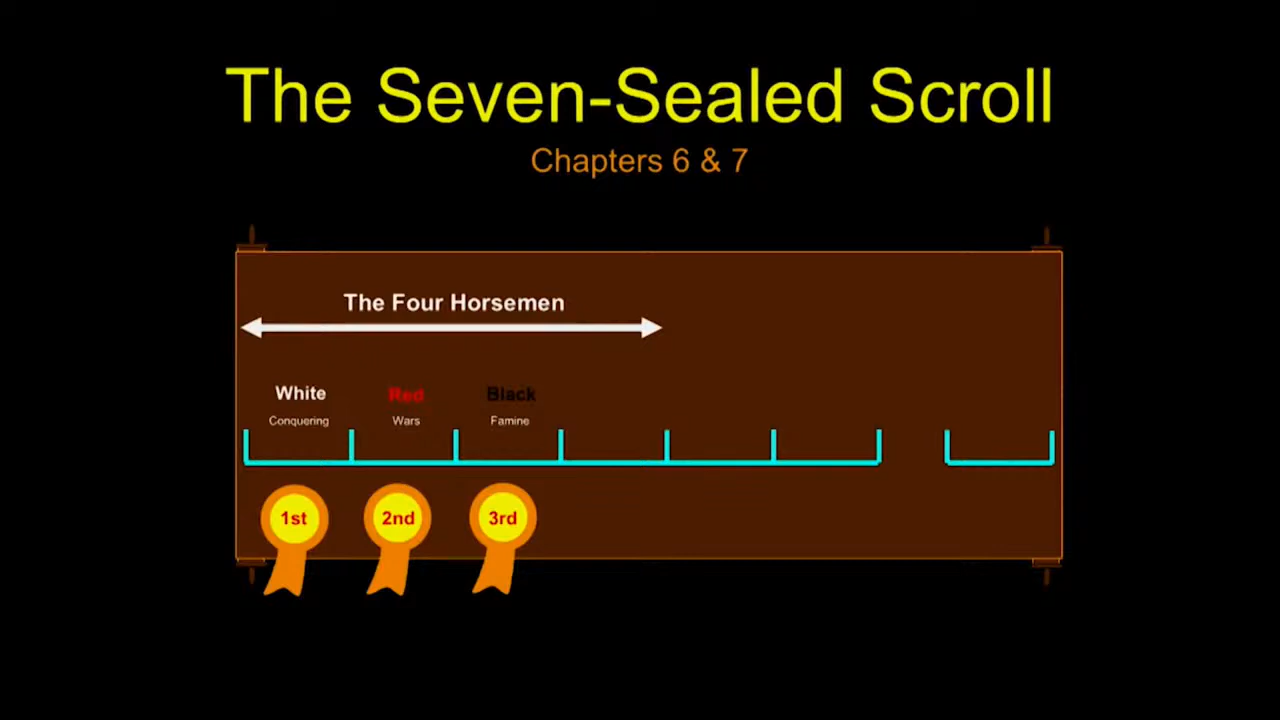 The Seven-Sealed Scroll
Chapters 6 & 7
The Four Horsemen
White Red Black
Conquering Wars Famine
1st 2nd 3rd